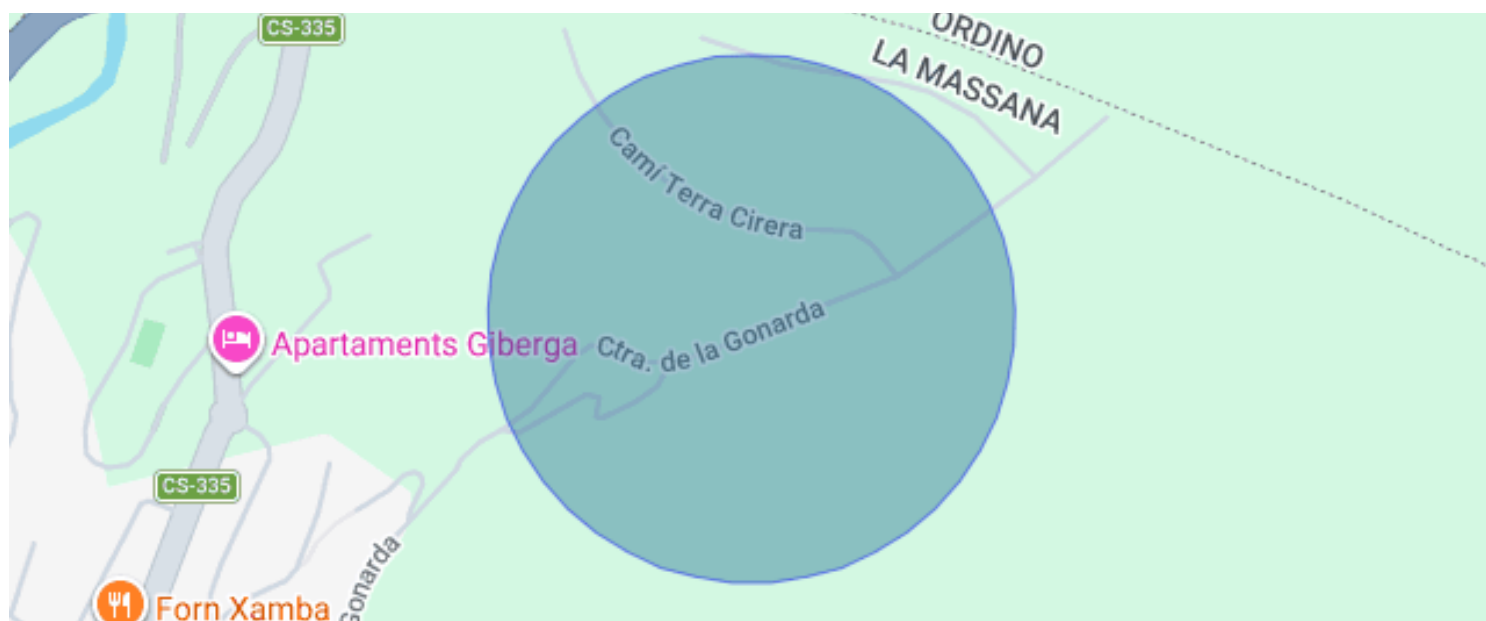 CS-335
ORDINO
LA MASSANA
Camí Terra Cirera
Apartaments Giberga
Ctra. de la Gonarda
CS-335
Gonarda
Forn Xamba